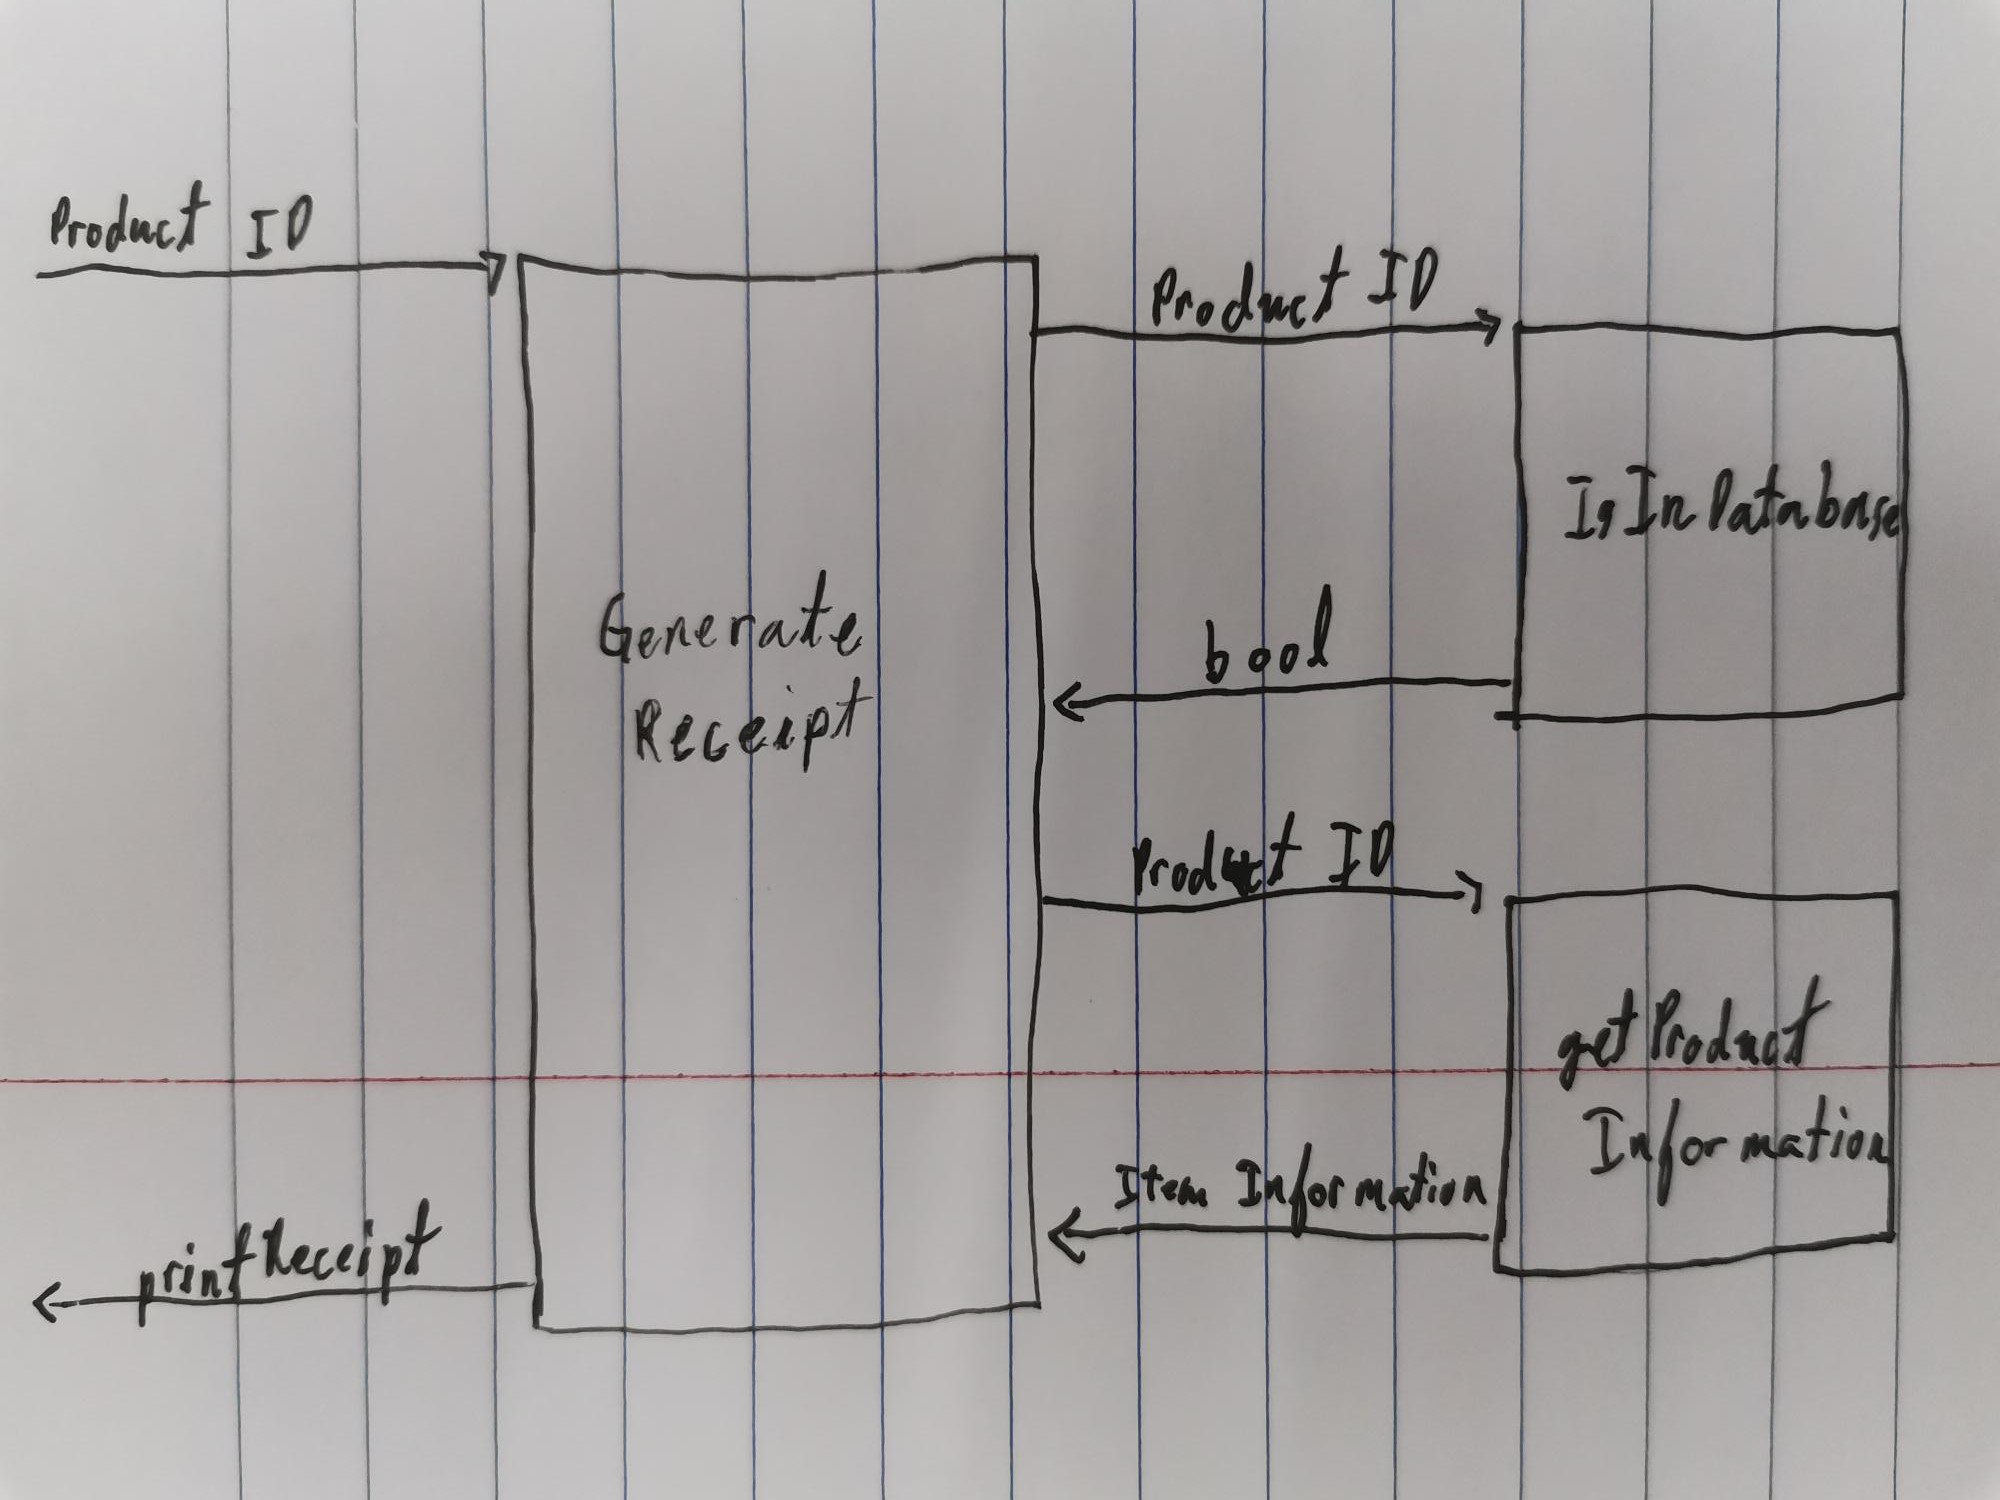 Product ID
Product ID
IsInDatabase
Generate
Receipt
bool
Product ID
getProduct
Information
Item Information
printReceipt